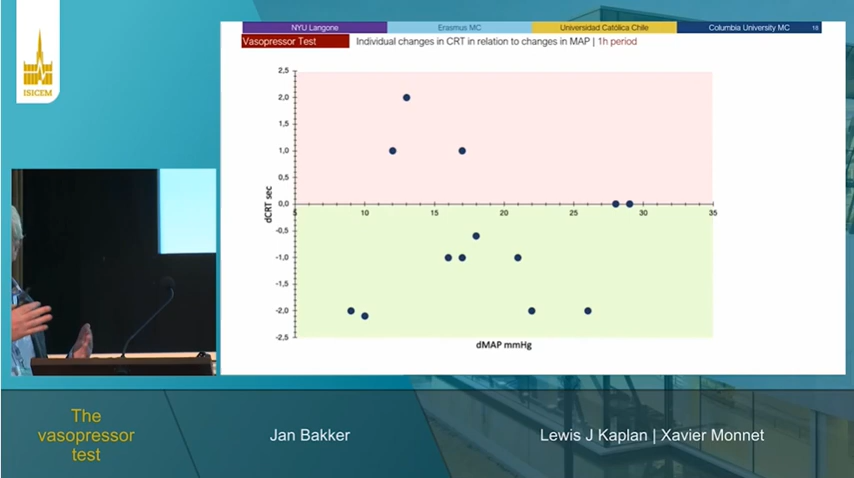 ISICEM
NYU Langone
Erasmus MC
Universidad Católica Chile
Columbia University MC
18
Vasopressor Test
Individual changes in CRT in relation to changes in MAP | 1h period
2,5
2,0
1,5
1,0
0,5
0,0
-0,5
-1,0
-1,5
-2,0
-2,5
dCRT sec
5
10
15
20
25
30
35
dMAP mmHg
The
vasopressor
test
Jan Bakker
Lewis J Kaplan | Xavier Monnet